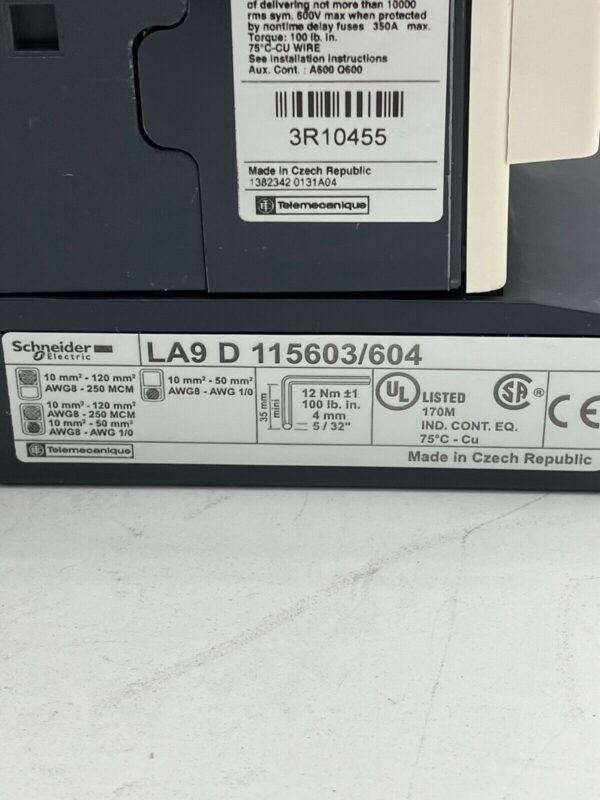 of delivering not more than 10000
rms sym. 600V max when protected
by nontime delay fuses 350A max.
Torque: 100 lb. in.
75°C-CU WIRE
See installation instructions
Aux. Cont. : A600 Q600
3R10455
Made in Czech Republic
1382342 0131A04
Telemecanique
Schneider
Electric
LA9 D 115603/604
10 mm² - 120 mm²
AWG8 - 250 MCM
10 mm² - 120 mm²
AWG8 - 250 MCM
10 mm² - 50 mm²
AWG8 - AWG 1/0
10 mm² - 50 mm²
AWG8 - AWG 1/0
35 mm
mini
12 Nm ±1
100 lb. in.
4 mm
5 / 32"
UL LISTED
170M
IND. CONT. EQ.
75°C - Cu
SA ®
CE
Telemecanique
Made in Czech Republic